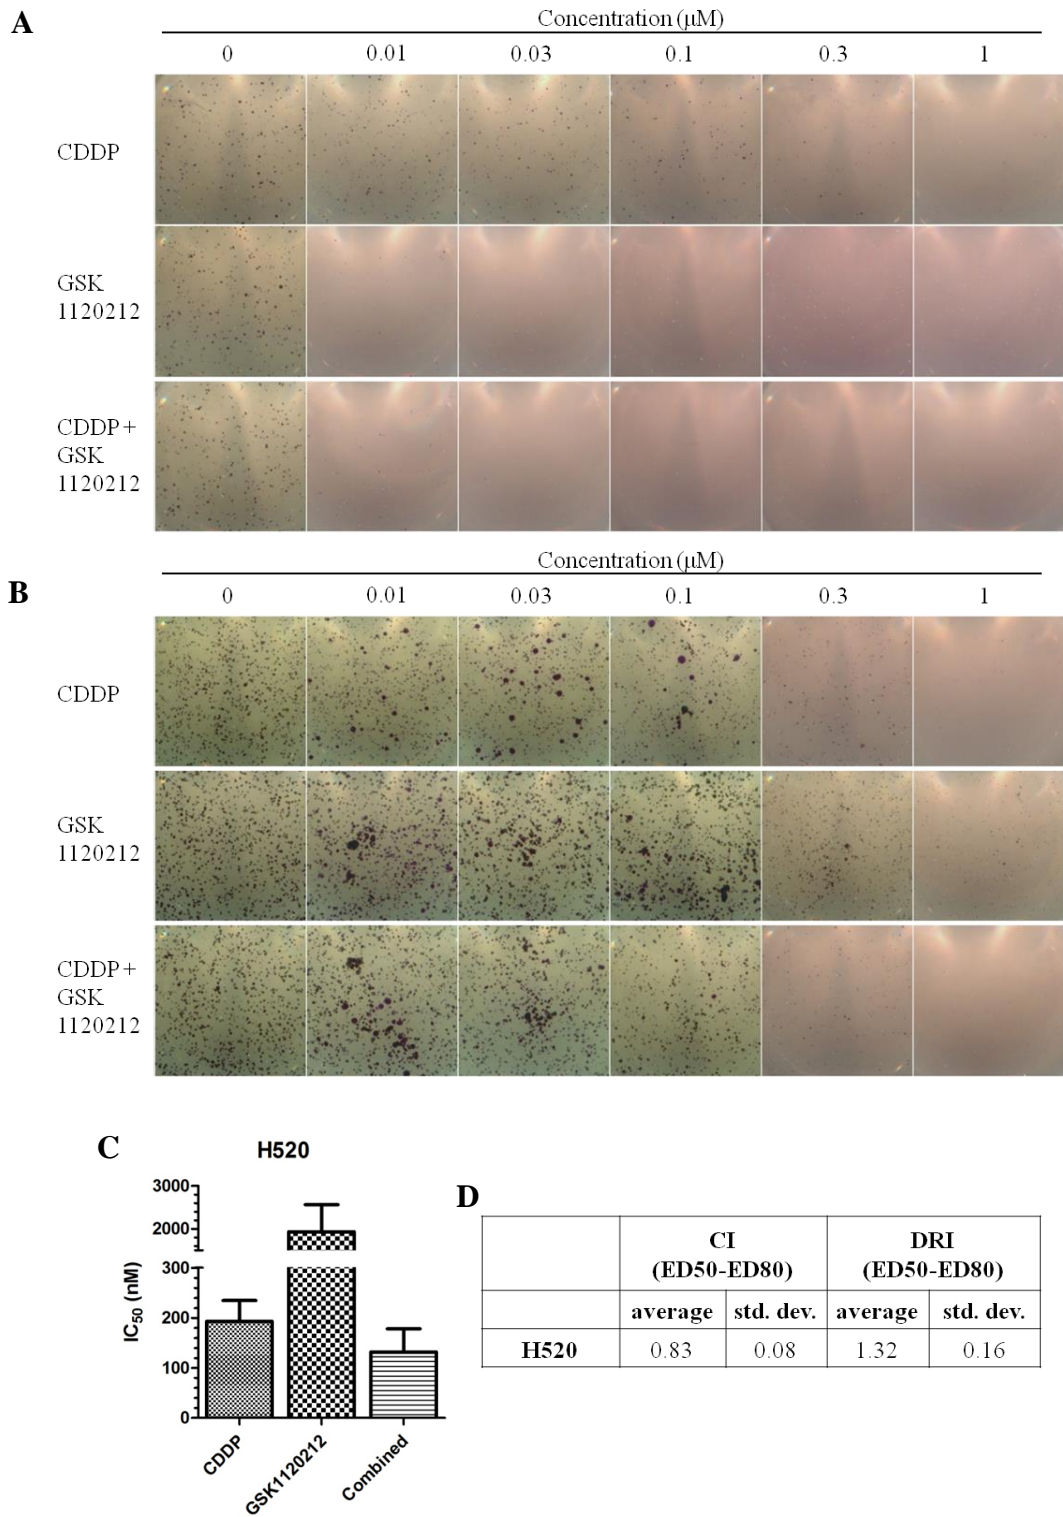 A
Concentration (μM)
0 0.01 0.03 0.1 0.3 1
CDDP
GSK
1120212
CDDP +
GSK
1120212
B
Concentration (μM)
0 0.01 0.03 0.1 0.3 1
CDDP
GSK
1120212
CDDP +
GSK
1120212
C
H520
IC50 (nM)
3000
2000
300
200
100
0
CDDP
GSK1120212
Combined
D
CI DRI
(ED50-ED80) (ED50-ED80)
average std. dev. average std. dev.
H520 0.83 0.08 1.32 0.16